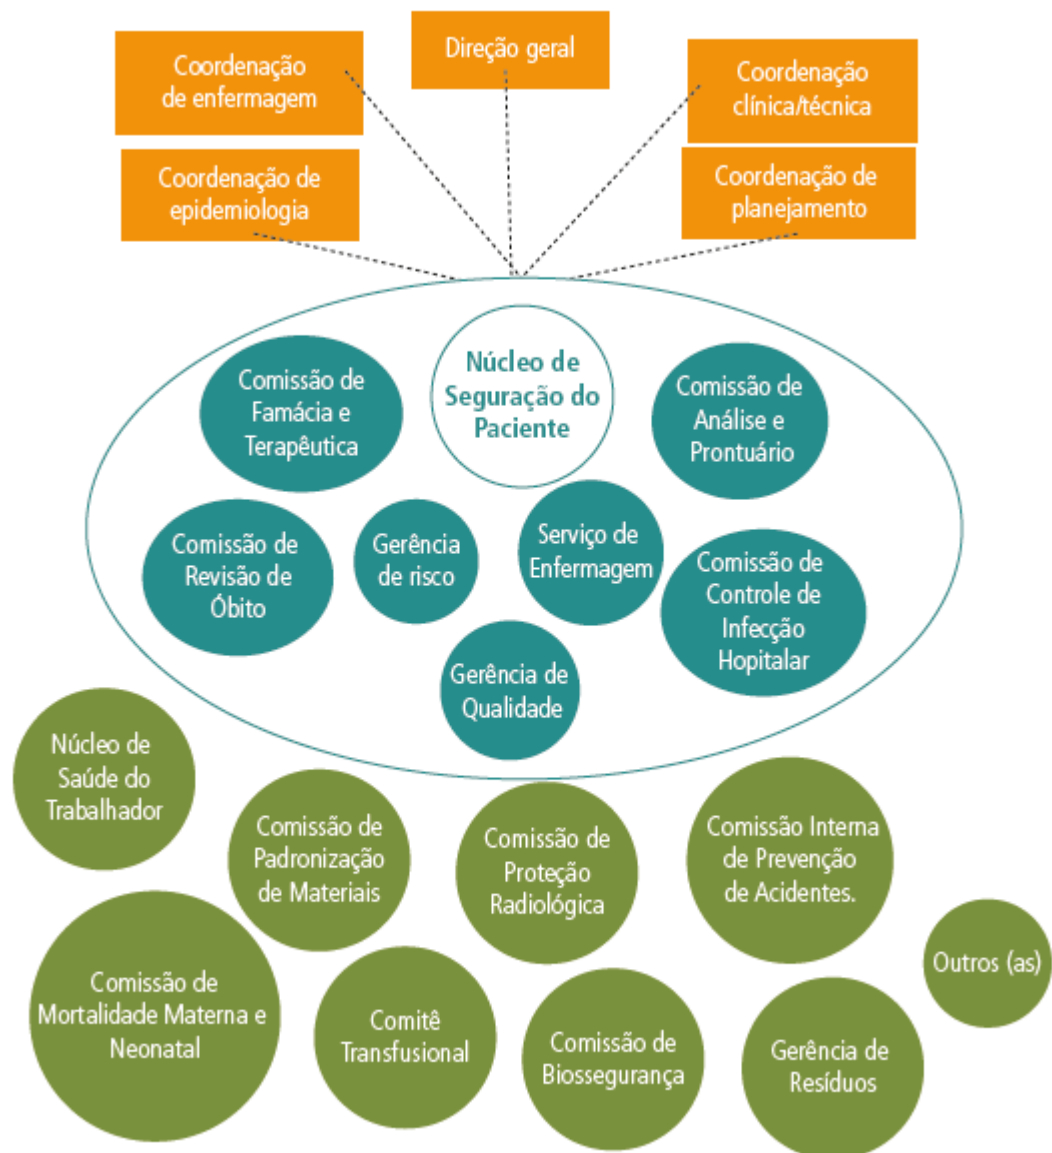 Coordenação
de enfermagem
Direção geral
Coordenação
clínica/técnica
Coordenação de
epidemiologia
Coordenação de
planejamento
Núcleo de
Seguração do
Paciente
Comissão de
Famácia e
Terapêutica
Comissão de
Análise e
Prontuário
Comissão de
Revisão de
Óbito
Gerência
de risco
Serviço de
Enfermagem
Comissão de
Controle de
Infecção
Hopitalar
Gerência de
Qualidade
Núcleo de
Saúde do
Trabalhador
Comissão de
Padronização
de Materiais
Comissão de
Proteção
Radiológica
Comissão Interna
de Prevenção
de Acidentes.
Outros (as)
Comissão de
Mortalidade Materna e
Neonatal
Comitê
Transfusional
Comissão de
Biossegurança
Gerência de
Resíduos